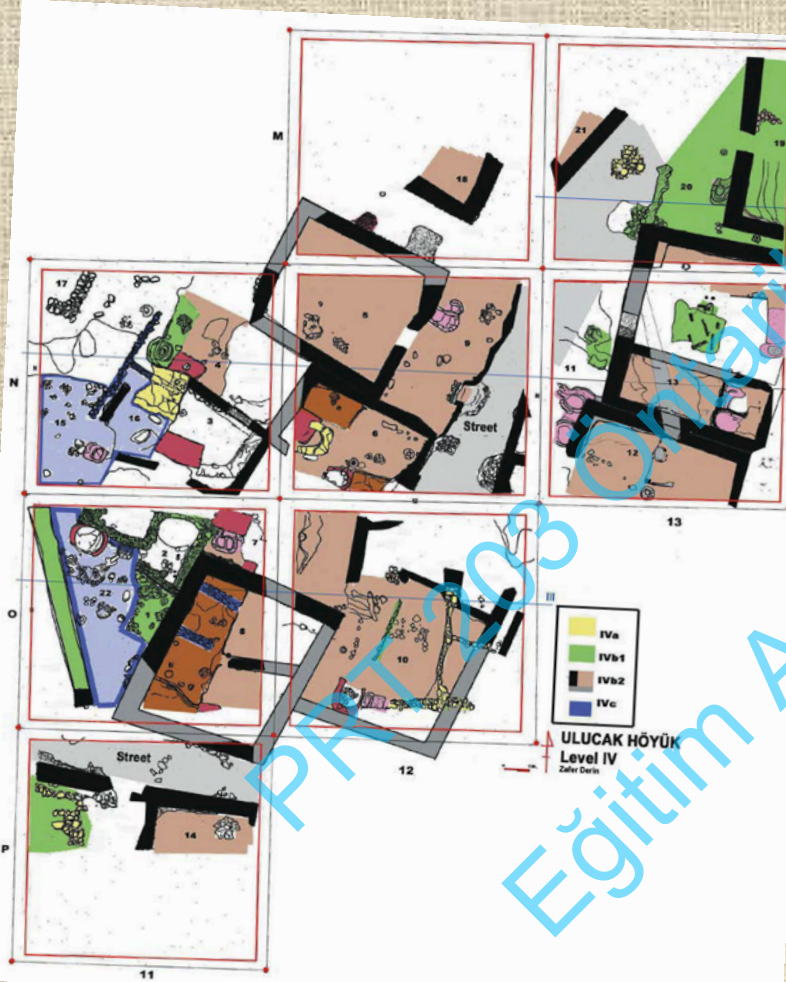 M
21
19
18
20
17
5
4
9
N
11
13
3
15
16
6
Street
12
13
2
7
O
22
8
III
IVa
IVb1
10
IVb2
IVc
ULUCAK HÖYÜK
Level IV
Zafer Derin
Street
12
14
P
11
PRT 203 Öntari
Eğitim A